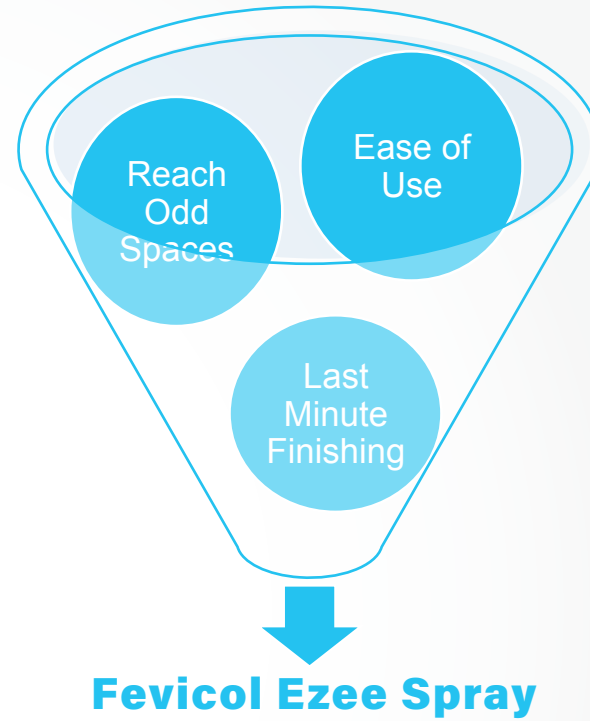 Reach
Odd
Spaces
Ease of
Use
Last
Minute
Finishing
Fevicol Ezee Spray